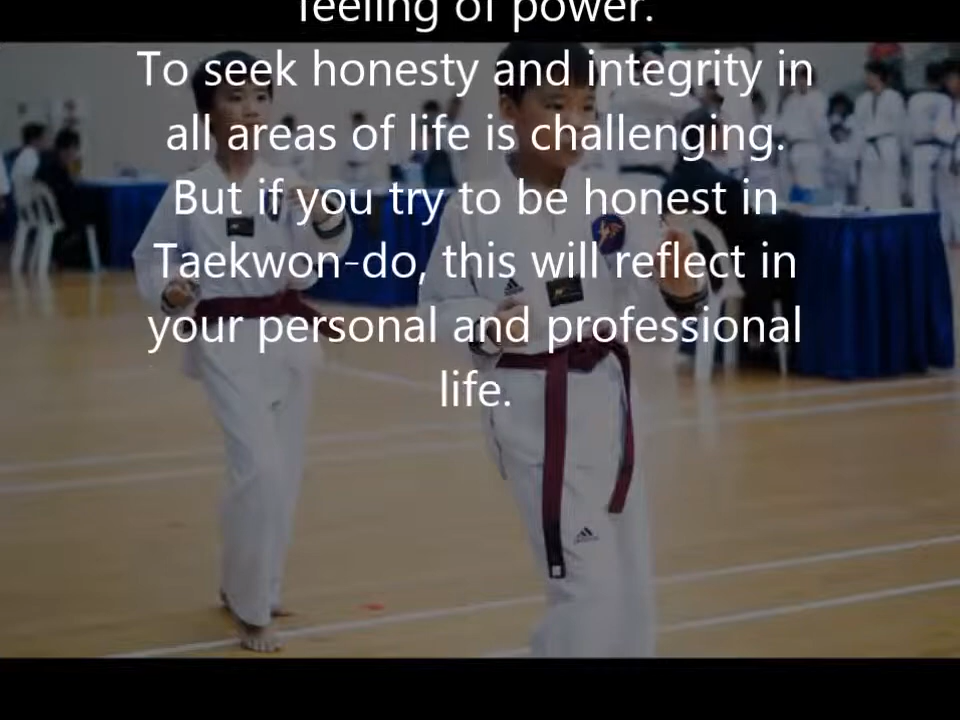 feeling of power.
To seek honesty and integrity in
all areas of life is challenging.
But if you try to be honest in
Taekwon-do, this will reflect in
your personal and professional
life.